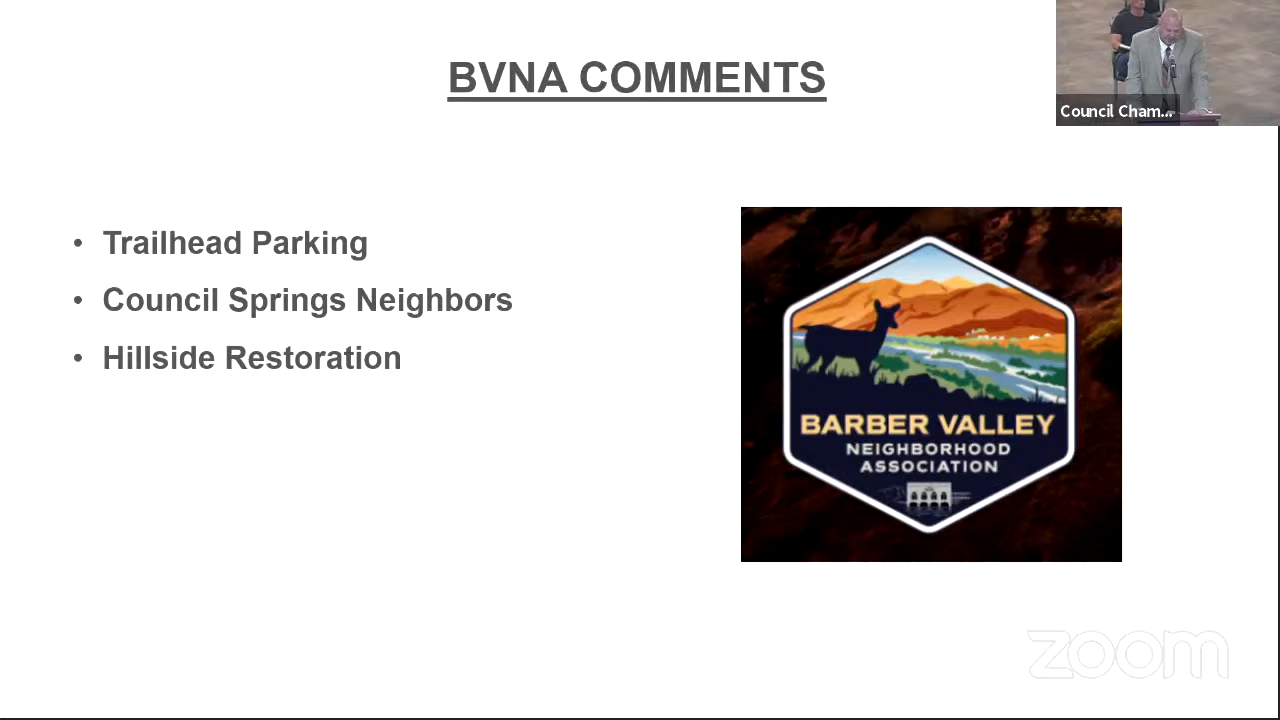 BVNA COMMENTS
Council Cham...
• Trailhead Parking
• Council Springs Neighbors
• Hillside Restoration
BARBER VALLEY
NEIGHBORHOOD
ASSOCIATION
zoom